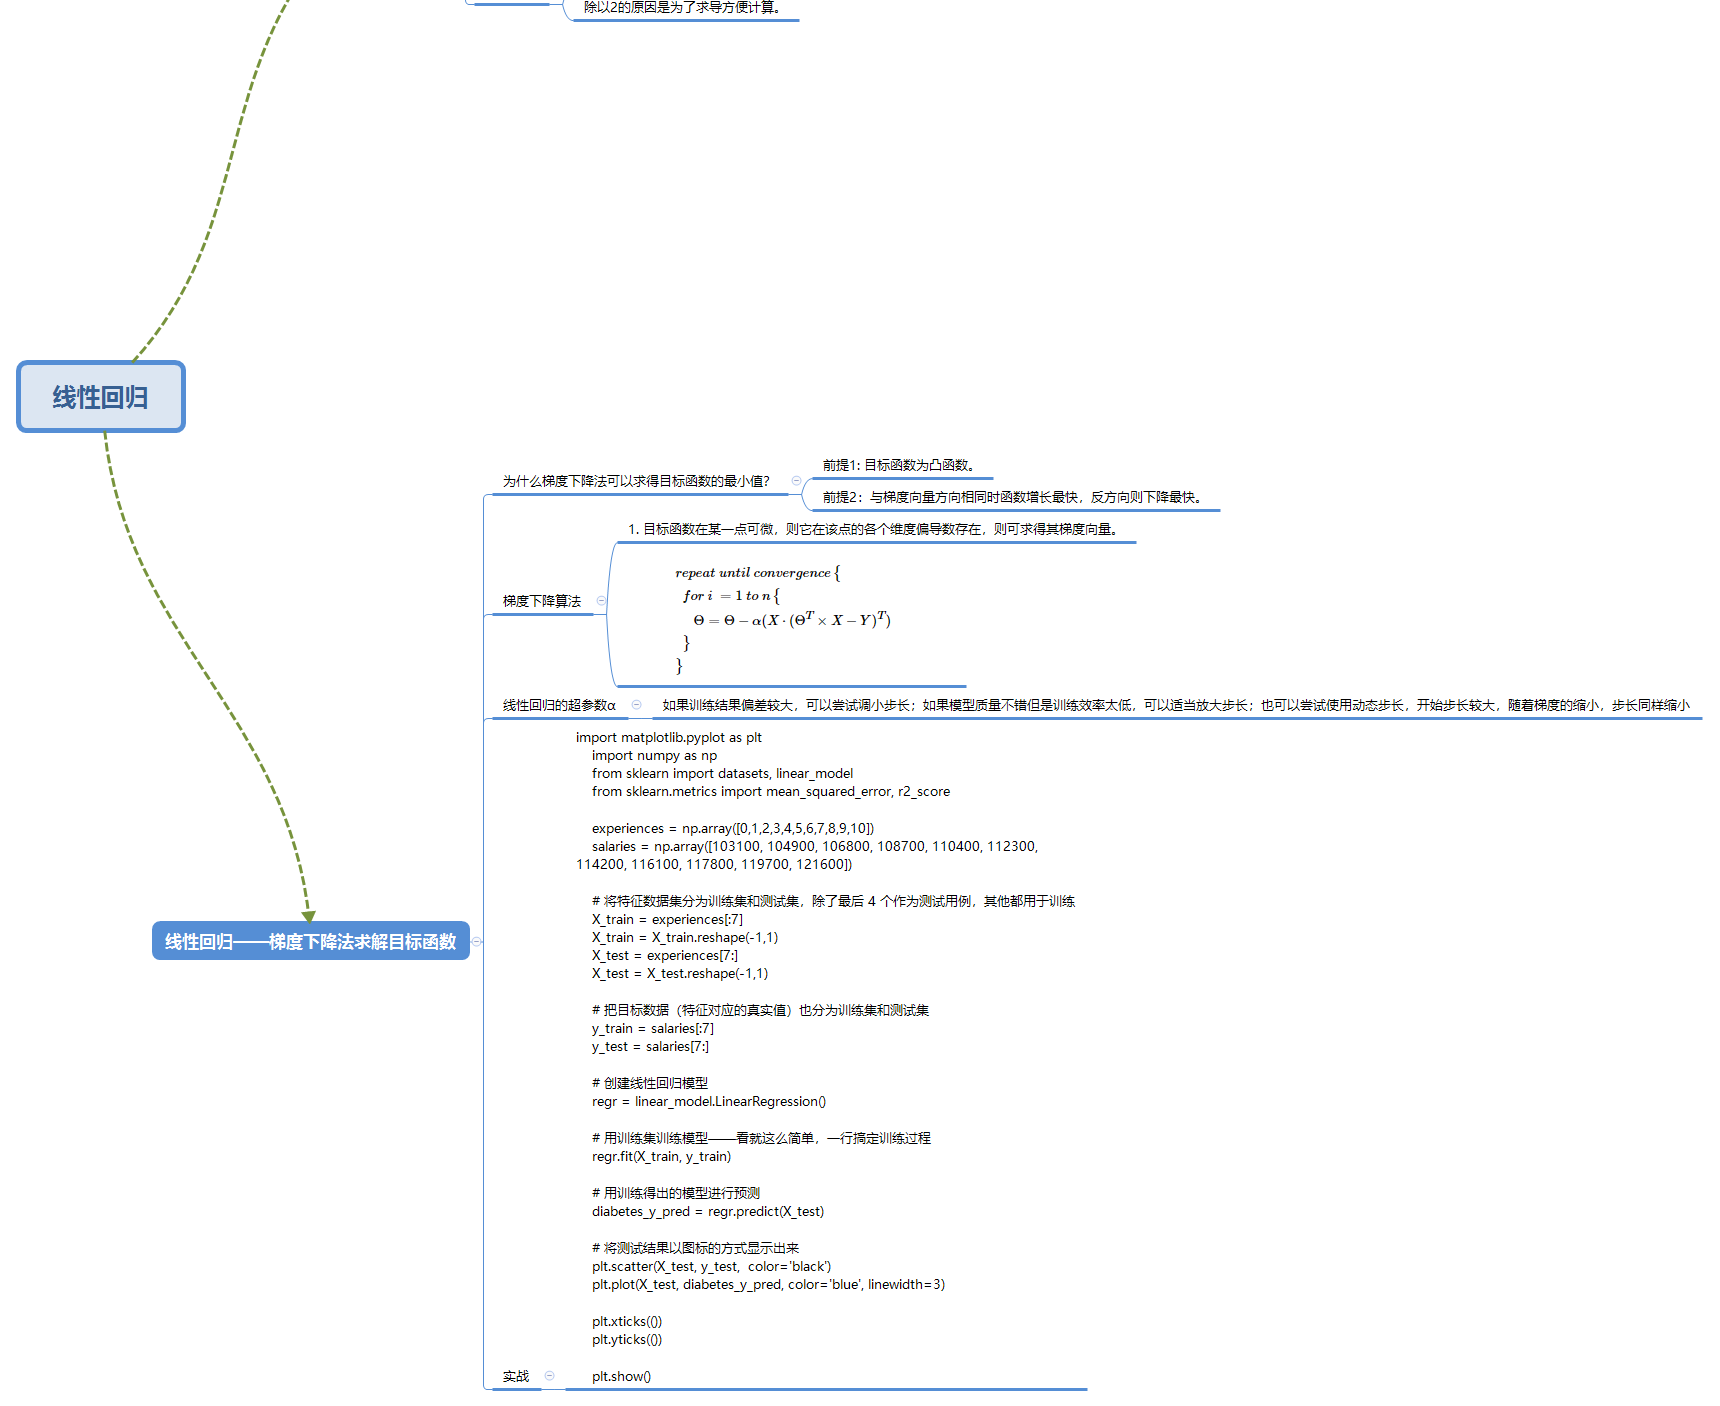 除以2的原因是为了求导方便计算。
线性回归
为什么梯度下降法可以求得目标函数的最小值?
前提1: 目标函数为凸函数。
前提2：与梯度向量方向相同时函数增长最快，反方向则下降最快。
梯度下降算法
1. 目标函数在某一点可微，则它在该点的各个维度偏导数存在，则可求得其梯度向量。
repeat until convergence {
for i = 1 to n {
Θ = Θ − α(X · (Θ^T × X − Y)^T)
}
}
线性回归的超参数α
如果训练结果偏差较大，可以尝试调小步长；如果模型质量不错但是训练效率太低，可以适当放大步长；也可以尝试使用动态步长，开始步长较大，随着梯度的缩小，步长同样缩小
线性回归——梯度下降法求解目标函数
实战
import matplotlib.pyplot as plt
import numpy as np
from sklearn import datasets, linear_model
from sklearn.metrics import mean_squared_error, r2_score
experiences = np.array([0,1,2,3,4,5,6,7,8,9,10])
salaries = np.array([103100, 104900, 106800, 108700, 110400, 112300,
114200, 116100, 117800, 119700, 121600])
# 将特征数据集分为训练集和测试集，除了最后 4 个作为测试用例，其他都用于训练
X_train = experiences[:7]
X_train = X_train.reshape(-1,1)
X_test = experiences[7:]
X_test = X_test.reshape(-1,1)
# 把目标数据（特征对应的真实值）也分为训练集和测试集
y_train = salaries[:7]
y_test = salaries[7:]
# 创建线性回归模型
regr = linear_model.LinearRegression()
# 用训练集训练模型——看就这么简单，一行搞定训练过程
regr.fit(X_train, y_train)
# 用训练得出的模型进行预测
diabetes_y_pred = regr.predict(X_test)
# 将测试结果以图标的方式显示出来
plt.scatter(X_test, y_test,  color='black')
plt.plot(X_test, diabetes_y_pred, color='blue', linewidth=3)
plt.xticks(())
plt.yticks(())
plt.show()